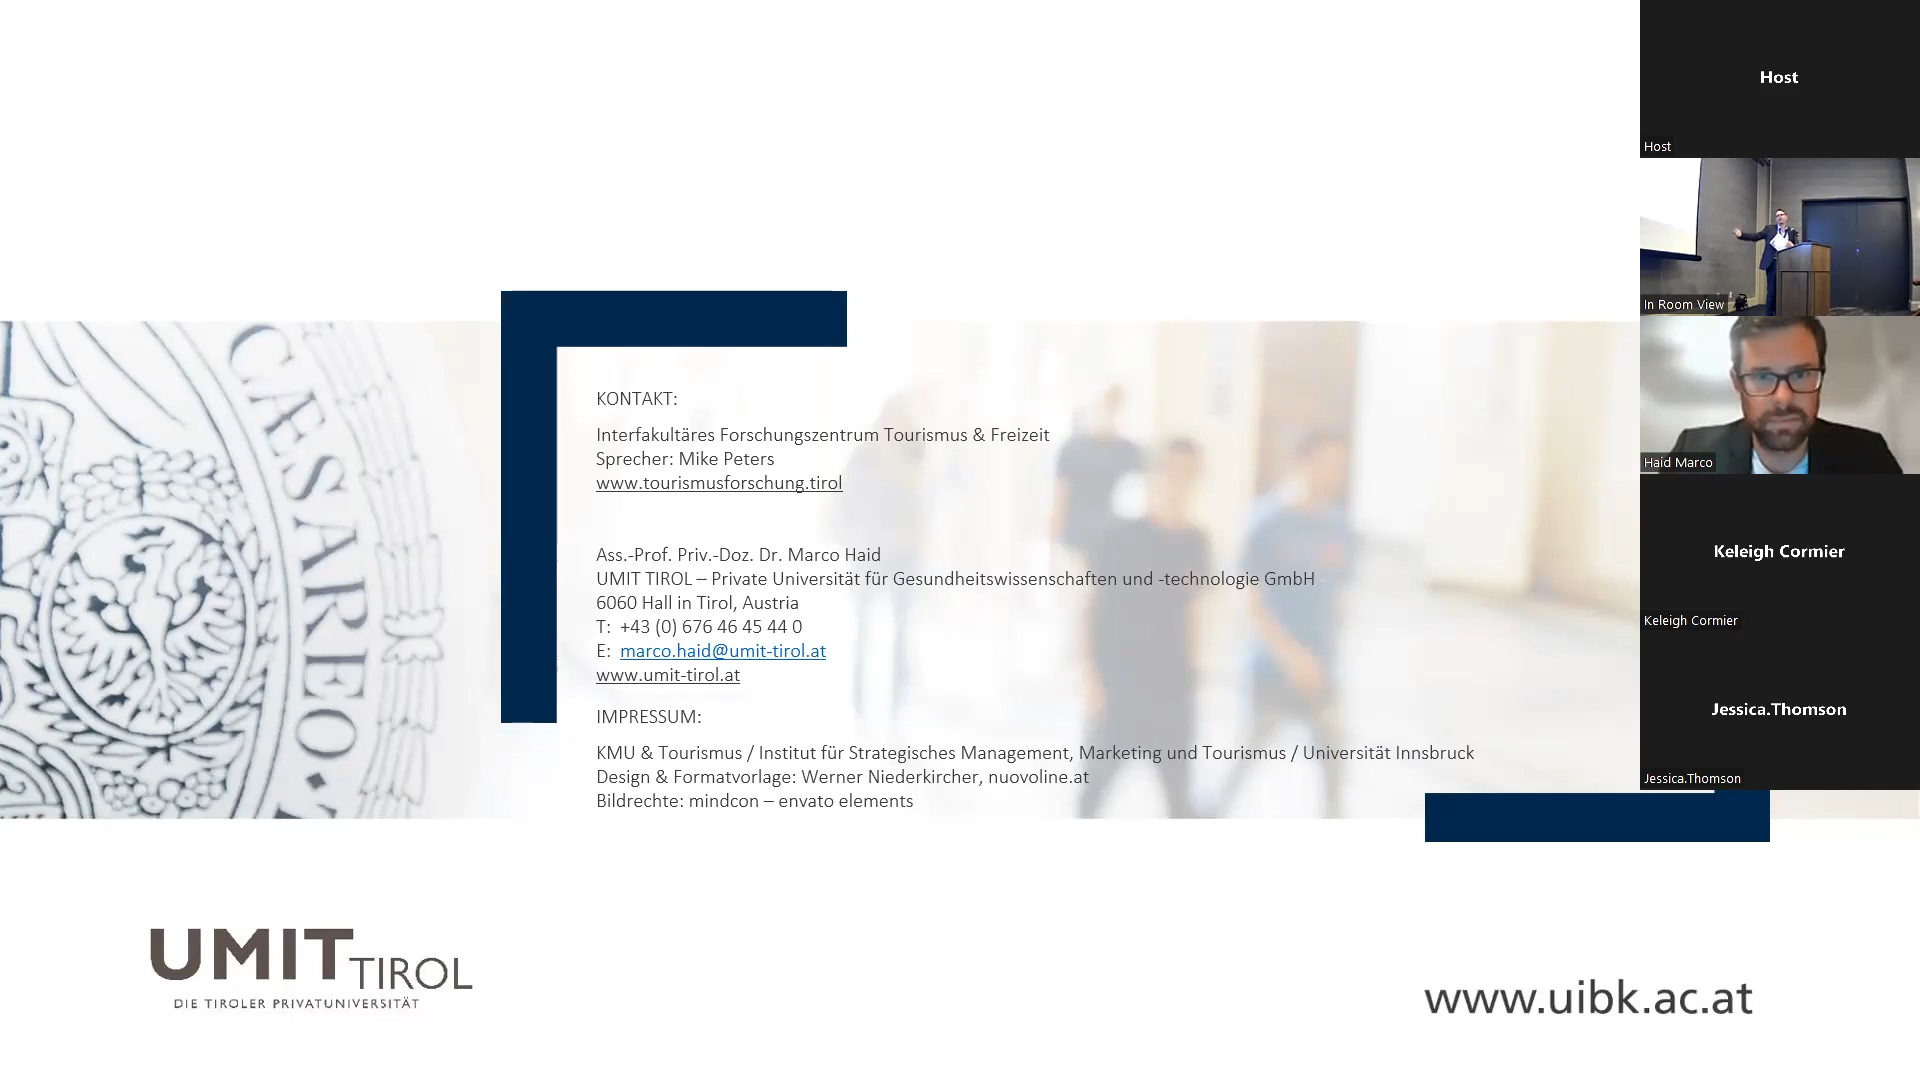 KONTAKT:
Interfakultäres Forschungszentrum Tourismus & Freizeit
Sprecher: Mike Peters
www.tourismusforschung.tirol
Ass.-Prof. Priv.-Doz. Dr. Marco Haid
UMIT TIROL – Private Universität für Gesundheitswissenschaften und -technologie GmbH
6060 Hall in Tirol, Austria
T: +43 (0) 676 46 45 44 0
E: marco.haid@umit-tirol.at
www.umit-tirol.at
IMPRESSUM:
KMU & Tourismus / Institut für Strategisches Management, Marketing und Tourismus / Universität Innsbruck
Design & Formatvorlage: Werner Niederkircher, nuovoline.at
Bildrechte: mindcon – envato elements
CÆSAREO
UMIT TIROL
DIE TIROLER PRIVATUNIVERSITÄT
www.uibk.ac.at
Host
Host
In Room View
Haid Marco
Keleigh Cormier
Keleigh Cormier
Jessica.Thomson
Jessica.Thomson